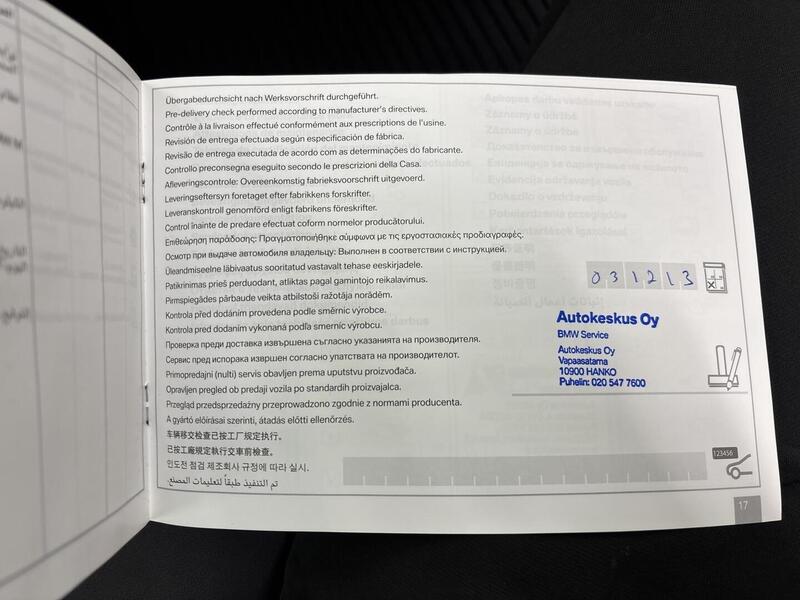 Übergabedurchsicht nach Werksvorschrift durchgeführt.
Pre-delivery check performed according to manufacturer's directives.
Contrôle à la livraison effectué conformément aux prescriptions de l'usine.
Revisión de entrega efectuada según especificación de fábrica.
Revisão de entrega executada de acordo com as determinações do fabricante.
Controllo preconsegna eseguito secondo le prescrizioni della Casa.
Afleveringscontrole: Overeenkomstig fabrieksvoorschrift uitgevoerd.
Leveringseftersyn foretaget efter fabrikkens forskrifter.
Leveranskontroll genomförd enligt fabrikens föreskrifter.
Control înainte de predare efectuat coform normelor producătorului.
Επιθεώρηση παράδοσης: Πραγματοποιήθηκε σύμφωνα με τις εργοστασιακές προδιαγραφές.
Осмотр при выдаче автомобиля владельцу: Выполнен в соответствии с инструкцией.
Üleandmiseelne läbivaatus sooritatud vastavalt tehase eeskirjadele.
Patikrinimas prieš perduodant, atliktas pagal gamintojo reikalavimus.
Pirmspiegādes pārbaude veikta atbilstoši ražotāja norādēm.
Kontrola před dodáním provedena podle směrnic výrobce.
Kontrola pred dodaním vykonaná podľa smerníc výrobcu.
Проверка преди доставка извършена съгласно указанията на производителя.
Сервис пред испорака извршен согласно упатствата на производителот.
Primopredajni (nulti) servis obavljen prema uputstvu proizvođača.
Opravljen pregled ob predaji vozila po standardih proizvajalca.
Przegląd przedsprzedażny przeprowadzono zgodnie z normami producenta.
A gyártó előírásai szerinti, átadás előtti ellenőrzés.
车辆移交检查已按工厂规定执行。
已按工廠規定執行交車前檢查。
인도전 점검 제조회사 규정에 따라 실시.
تم التنفيذ طبقاً لتعليمات المصنع.
031213
Autokeskus Oy
BMW Service
Autokeskus Oy
Vapaasatama
10900 HANKO
Puhelin: 020 547 7600
123456
17